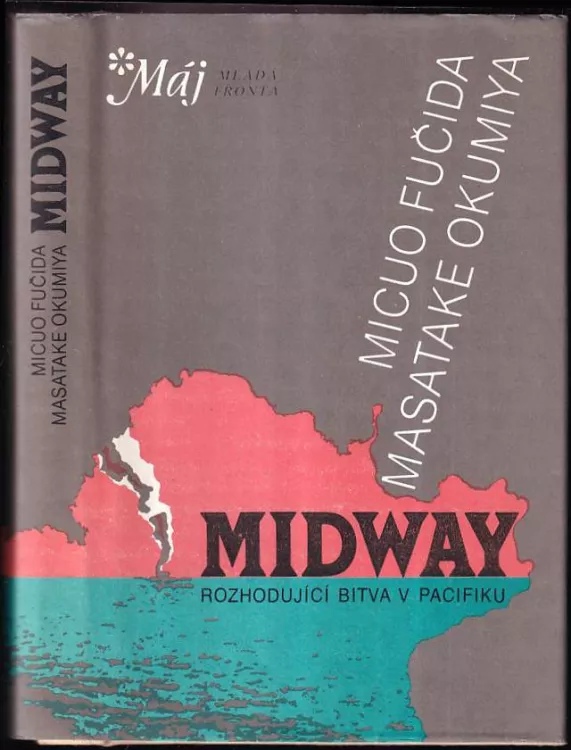 *Máj MLADÁ
FRONTA
MICUO FUČIDA
MASATAKE OKUMIYA
MIDWAY
ROZHODUJÍCÍ BITVA V PACIFIKU
MICUO FUČIDA
MASATAKE OKUMIYA
MIDWAY